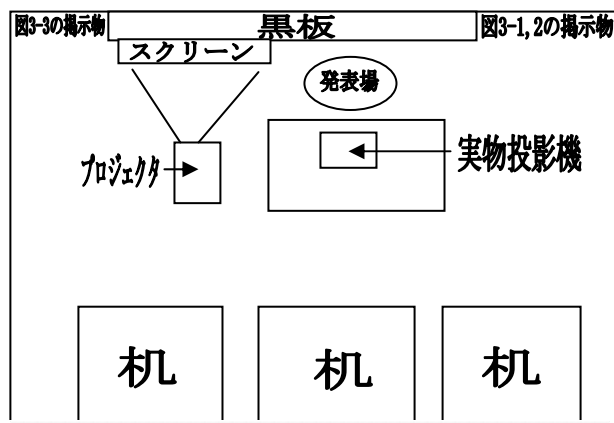 図3-3の掲示物
黒板
図3-1,2の掲示物
スクリーン
発表場
プロジェクタ
実物投影機
机
机
机